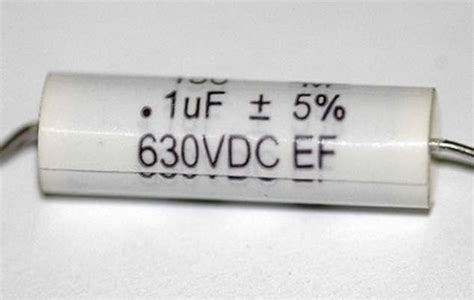 .1uF ± 5%
630VDC EF